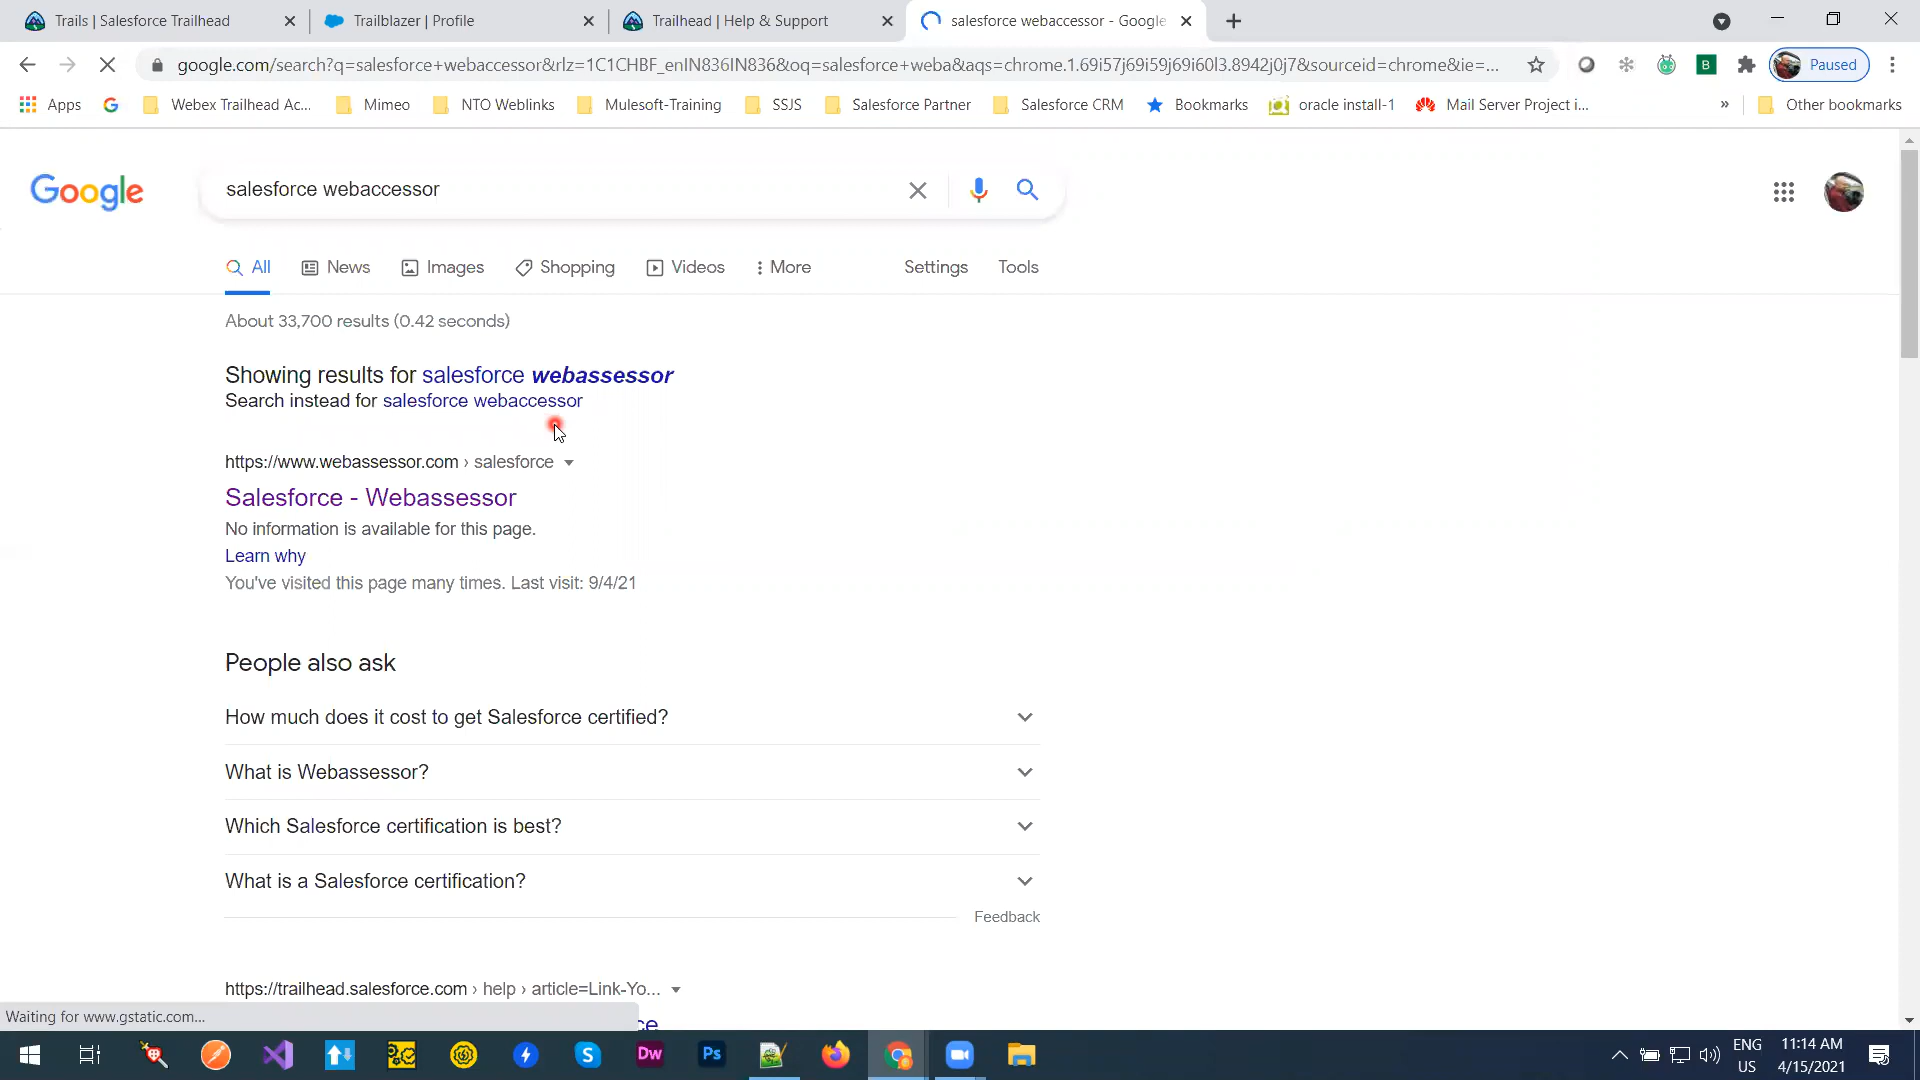 Trails | Salesforce Trailhead
Trailblazer | Profile
Trailhead | Help & Support
salesforce webaccessor - Google
google.com/search?q=salesforce+webaccessor&rlz=1C1CHBF_enIN836IN836&oq=salesforce+weba&aqs=chrome.1.69i57j69i59j69i60l3.8942j0j7&sourceid=chrome&ie=...
Paused
Apps
Webex Trailhead Ac...
Mimeo
NTO Weblinks
Mulesoft-Training
SSJS
Salesforce Partner
Salesforce CRM
Bookmarks
oracle install-1
Mail Server Project i...
»
Other bookmarks
Google
salesforce webaccessor
All
News
Images
Shopping
Videos
More
Settings
Tools
About 33,700 results (0.42 seconds)
Showing results for salesforce webassessor
Search instead for salesforce webaccessor
https://www.webassessor.com › salesforce
Salesforce - Webassessor
No information is available for this page.
Learn why
You've visited this page many times. Last visit: 9/4/21
People also ask
How much does it cost to get Salesforce certified?
What is Webassessor?
Which Salesforce certification is best?
What is a Salesforce certification?
Feedback
https://trailhead.salesforce.com › help › article=Link-Yo...
Waiting for www.gstatic.com...
ce
Dw
Ps
ENG
US
11:14 AM
4/15/2021